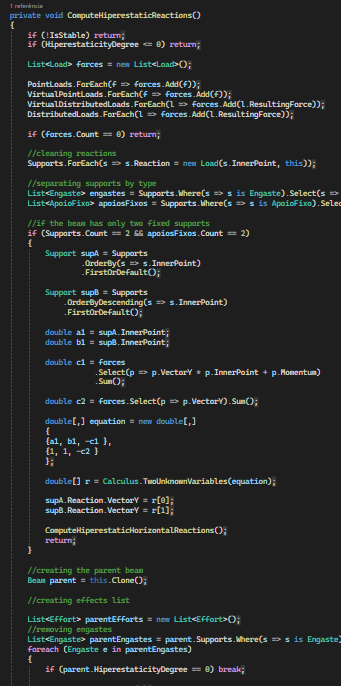 1 referência
private void ComputeHiperestaticReactions()
{
if (!IsStable) return;
if (HiperestaticityDegree <= 0) return;
List<Load> forces = new List<Load>();
PointLoads.ForEach(f => forces.Add(f));
VirtualPointLoads.ForEach(f => forces.Add(f));
VirtualDistributedLoads.ForEach(l => forces.Add(l.ResultingForce));
DistributedLoads.ForEach(l => forces.Add(l.ResultingForce));
if (forces.Count == 0) return;
//cleaning reactions
Supports.ForEach(s => s.Reaction = new Load(s.InnerPoint, this));
//separating supports by type
List<Engaste> engastes = Supports.Where(s => s is Engaste).Select(s =>
List<ApoioFixo> apoiosFixos = Supports.Where(s => s is ApoioFixo).Selec
//if the beam has only two fixed supports
if (Supports.Count == 2 && apoiosFixos.Count == 2)
{
Support supA = Supports
.OrderBy(s => s.InnerPoint)
.FirstOrDefault();
Support supB = Supports
.OrderByDescending(s => s.InnerPoint)
.FirstOrDefault();
double a1 = supA.InnerPoint;
double b1 = supB.InnerPoint;
double c1 = forces
.Select(p => p.VectorY * p.InnerPoint + p.Momentum)
.Sum();
double c2 = forces.Select(p => p.VectorY).Sum();
double[,] equation = new double[,]
{
{a1, b1, -c1 },
{1, 1, -c2 }
};
double[] r = Calculus.TwoUnknownVariables(equation);
supA.Reaction.VectorY = r[0];
supB.Reaction.VectorY = r[1];
ComputeHiperestaticHorizontalReactions();
return;
}
//creating the parent beam
Beam parent = this.Clone();
//creating effects list
List<Effort> parentEfforts = new List<Effort>();
//removing engastes
List<Engaste> parentEngastes = parent.Supports.Where(s => s is Engaste)
foreach (Engaste e in parentEngastes)
{
if (parent.HiperestaticityDegree == 0) break;